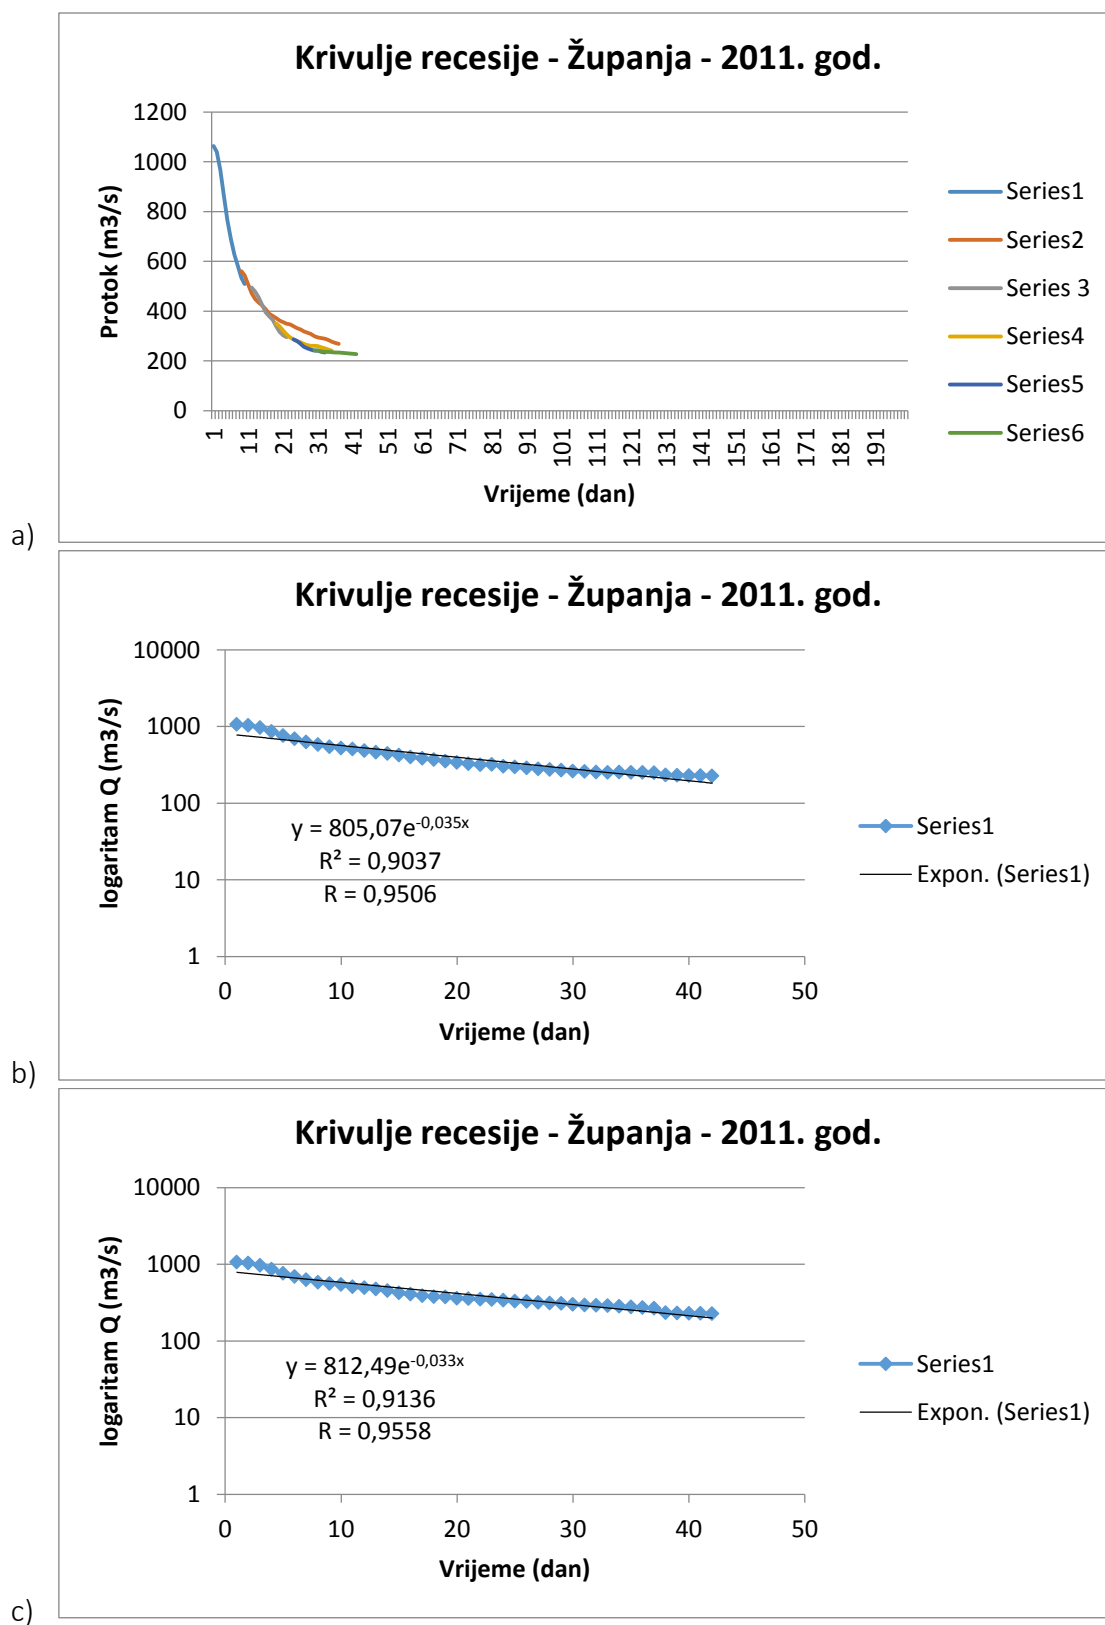 Krivulje recesije - Županja - 2011. god.
1200
1000
800
600
400
200
0
Protok (m3/s)
1 11 21 31 41 51 61 71 81 91 101 111 121 131 141 151 161 171 181 191
Vrijeme (dan)
Series1
Series2
Series 3
Series4
Series5
Series6
a)
Krivulje recesije - Županja - 2011. god.
10000
1000
100
10
1
logaritam Q (m3/s)
y = 805,07e^-0,035x
R² = 0,9037
R = 0,9506
0 10 20 30 40 50
Vrijeme (dan)
Series1
Expon. (Series1)
b)
Krivulje recesije - Županja - 2011. god.
10000
1000
100
10
1
logaritam Q (m3/s)
y = 812,49e^-0,033x
R² = 0,9136
R = 0,9558
0 10 20 30 40 50
Vrijeme (dan)
Series1
Expon. (Series1)
c)